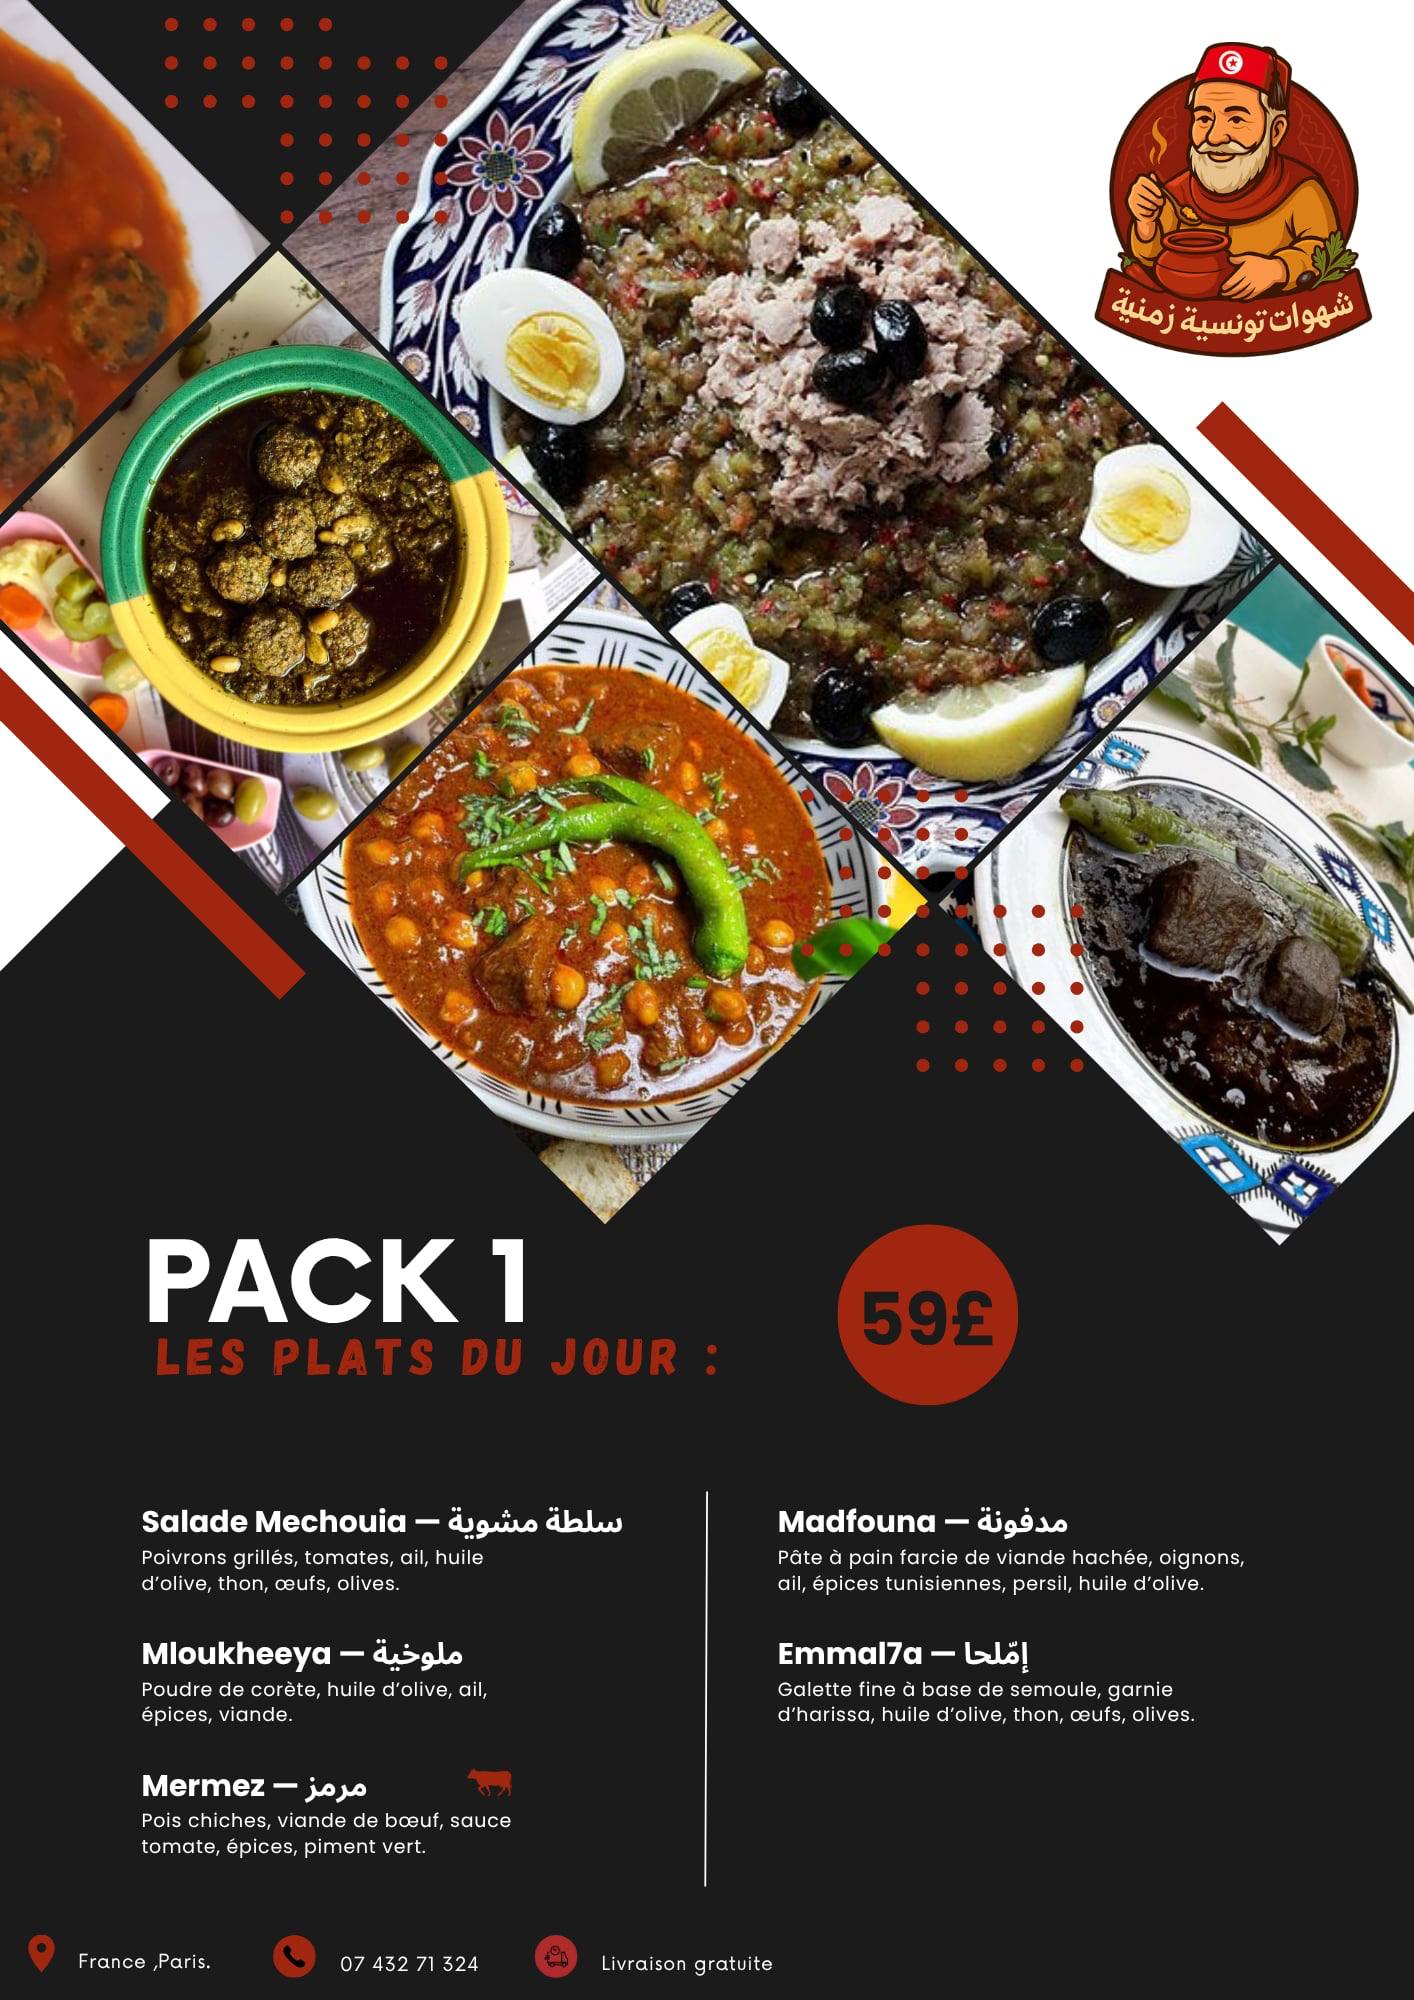 شهوات تونسية زمنية
PACK 1
LES PLATS DU JOUR :
59£
Salade Mechouia — سلطة مشوية
Poivrons grillés, tomates, ail, huile
d’olive, thon, œufs, olives.
Mloukheeya — ملوخية
Poudre de corète, huile d’olive, ail,
épices, viande.
Mermez — مرمز
Pois chiches, viande de bœuf, sauce
tomate, épices, piment vert.
Madfouna — مدفونة
Pâte à pain farcie de viande hachée, oignons,
ail, épices tunisiennes, persil, huile d’olive.
Emmal7a — إمّلحا
Galette fine à base de semoule, garnie
d’harissa, huile d’olive, thon, œufs, olives.
France ,Paris.
07 432 71 324
Livraison gratuite